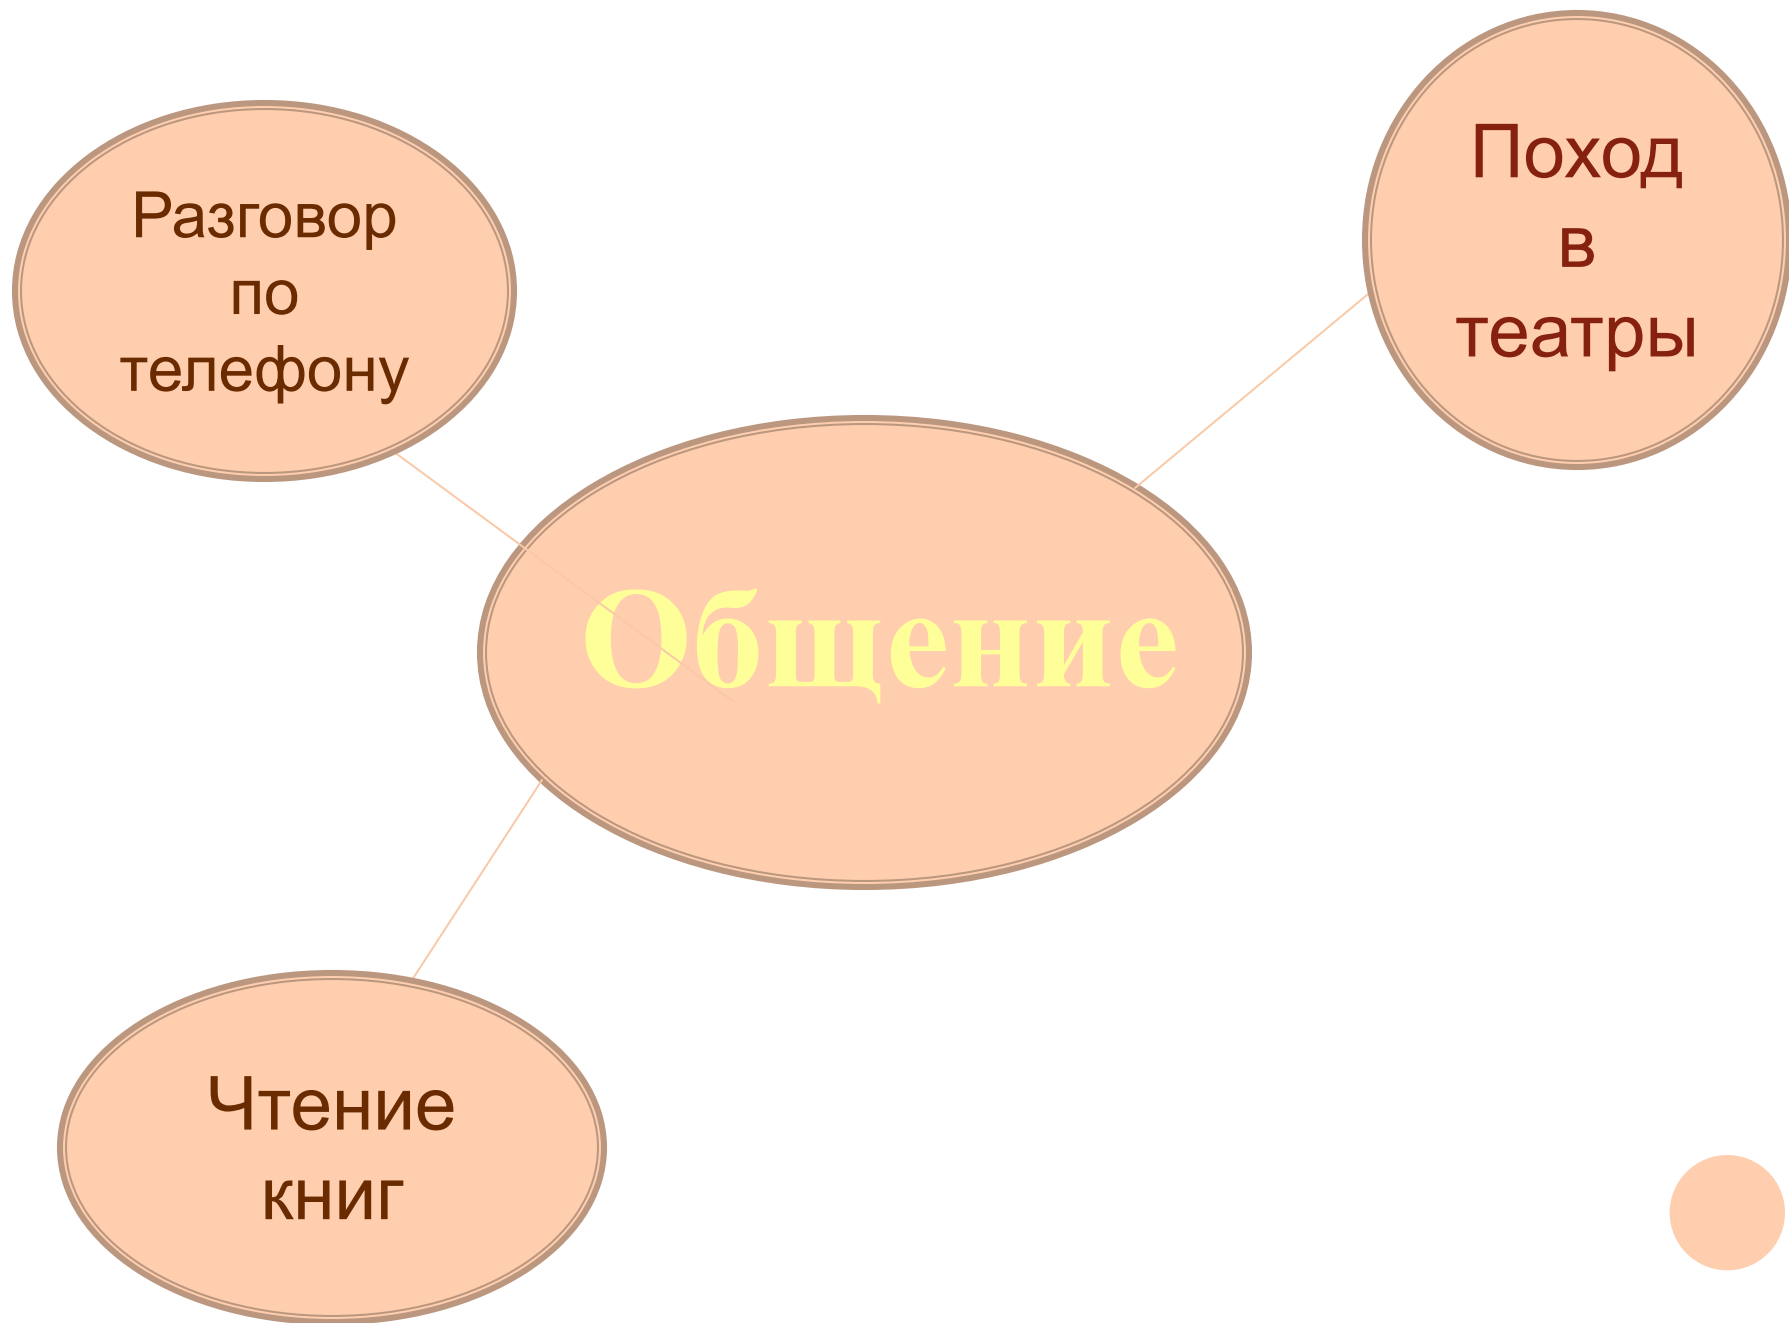 Разговор
по
телефону
Поход
в
театры
Общение
Чтение
книг